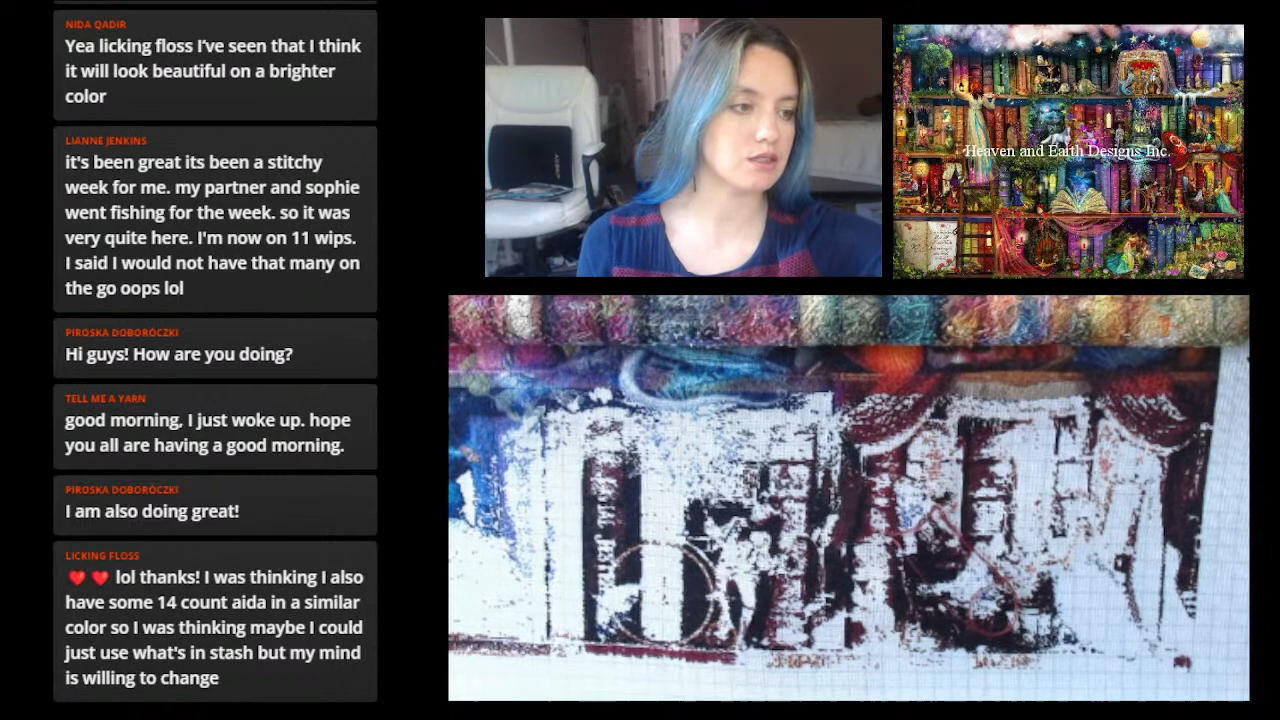 NIDA QADIR
Yea licking floss I've seen that I think
it will look beautiful on a brighter
color
LIANNE JENKINS
it's been great its been a stitchy
week for me. my partner and sophie
went fishing for the week. so it was
very quite here. I'm now on 11 wips.
I said I would not have that many on
the go oops lol
PIROSKA DOBORÓCZKI
Hi guys! How are you doing?
TELL ME A YARN
good morning, I just woke up. hope
you all are having a good morning.
PIROSKA DOBORÓCZKI
I am also doing great!
LICKING FLOSS
❤️ ❤️ lol thanks! I was thinking I also
have some 14 count aida in a similar
color so I was thinking maybe I could
just use what's in stash but my mind
is willing to change
Heaven and Earth Designs Inc.